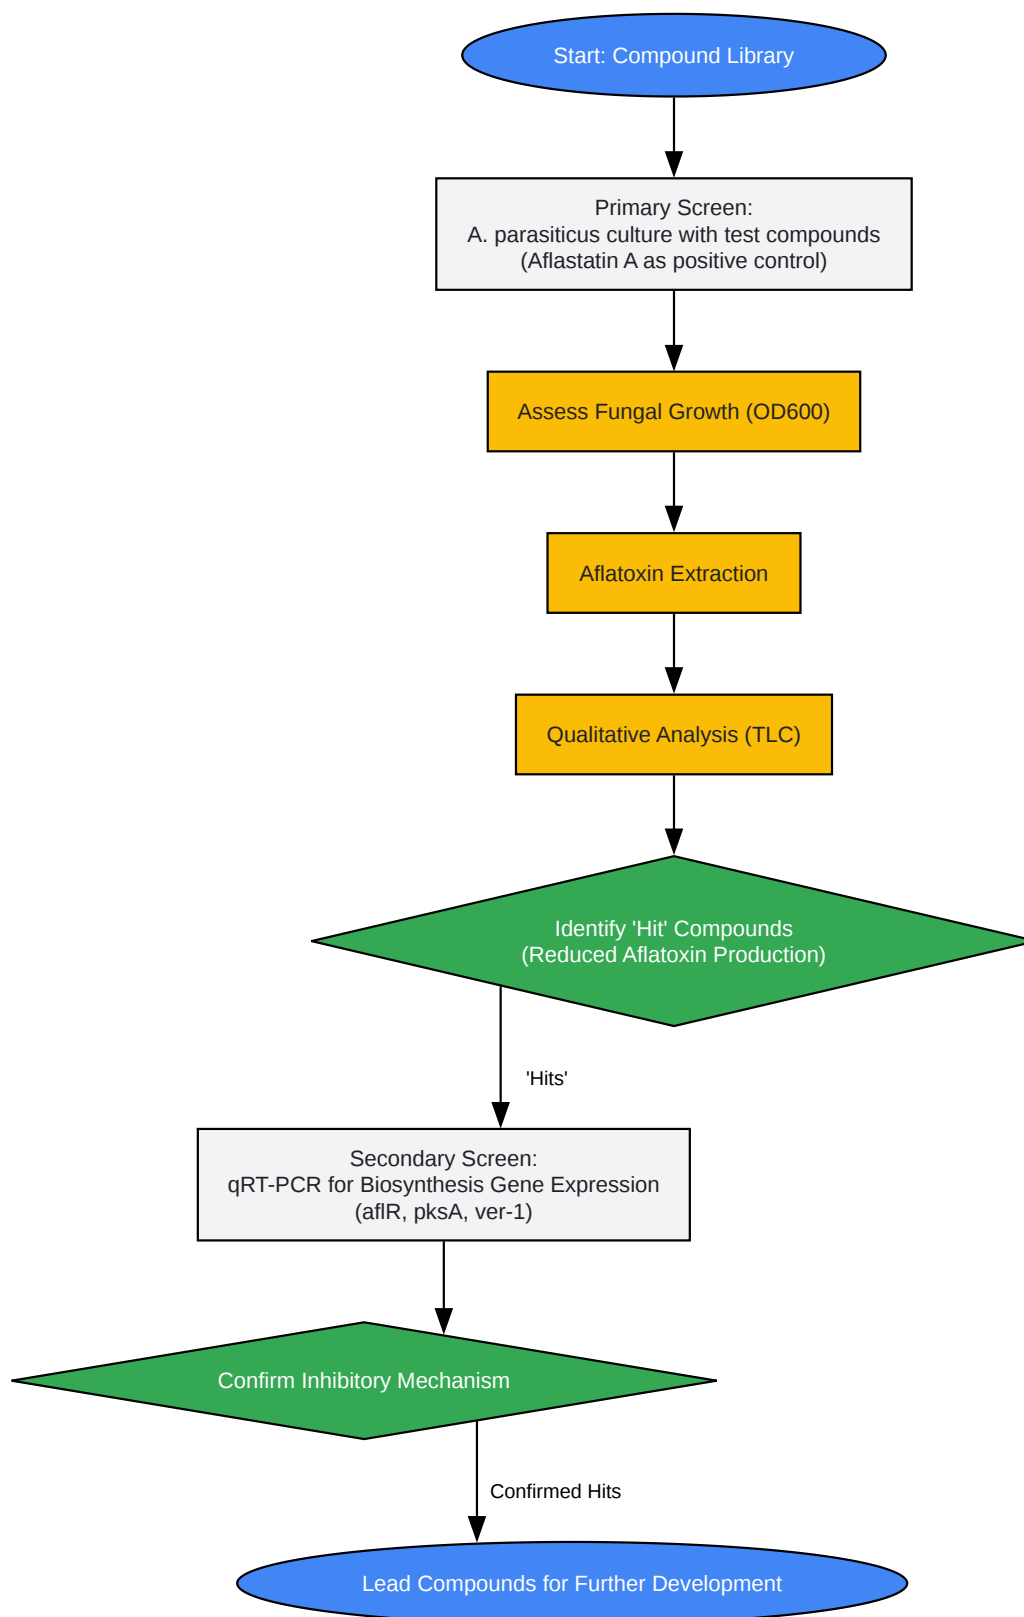 Start: Compound Library
Primary Screen:
A. parasiticus culture with test compounds
(Aflastatin A as positive control)
Assess Fungal Growth (OD600)
Aflatoxin Extraction
Qualitative Analysis (TLC)
Identify 'Hit' Compounds
(Reduced Aflatoxin Production)
'Hits'
Secondary Screen:
qRT-PCR for Biosynthesis Gene Expression
(aflR, pksA, ver-1)
Confirm Inhibitory Mechanism
Confirmed Hits
Lead Compounds for Further Development